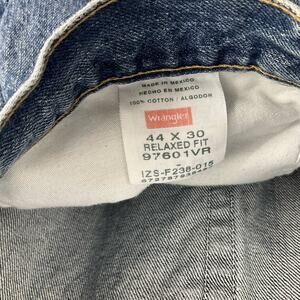 MADE IN MEXICO
HECHO EN MEXICO
100% COTTON / ALGODON
Wrangler
44 X 30
RELAXED FIT
97601VR
IZS-F238-015